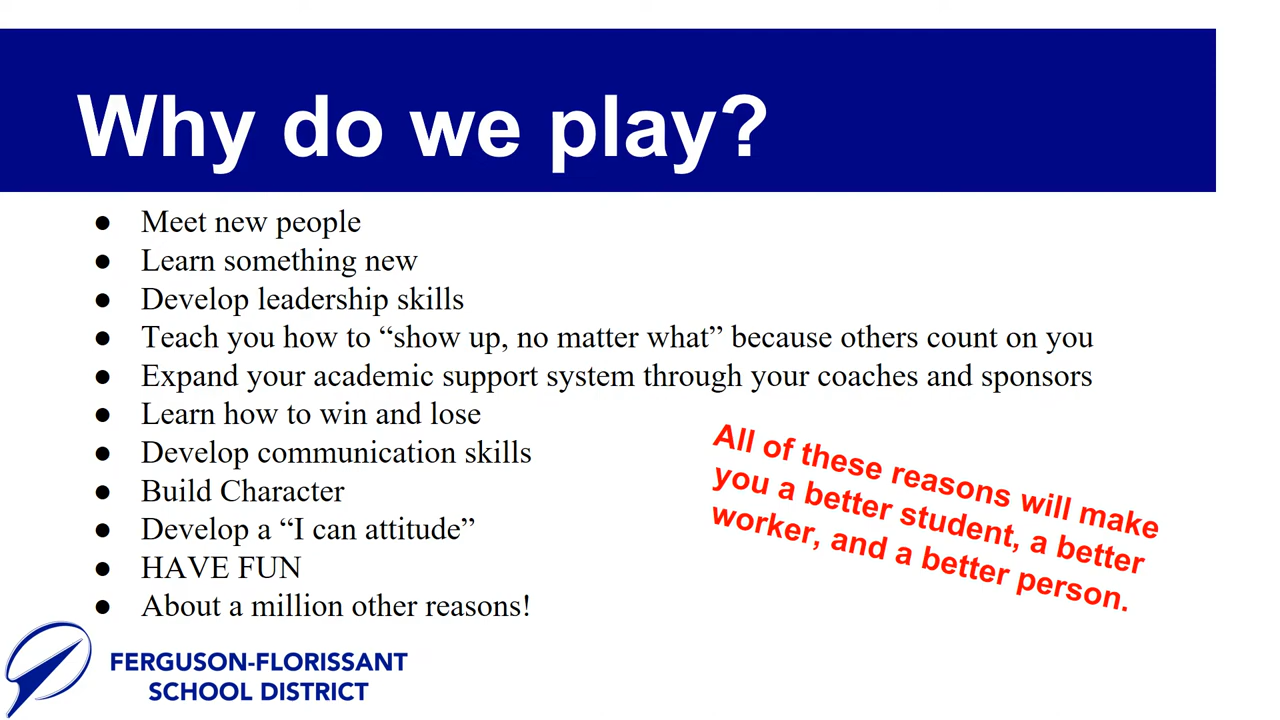 Why do we play?
● Meet new people
● Learn something new
● Develop leadership skills
● Teach you how to “show up, no matter what” because others count on you
● Expand your academic support system through your coaches and sponsors
● Learn how to win and lose
● Develop communication skills
● Build Character
● Develop a “I can attitude”
● HAVE FUN
● About a million other reasons!
All of these reasons will make
you a better student, a better
worker, and a better person.
FERGUSON-FLORISSANT
SCHOOL DISTRICT